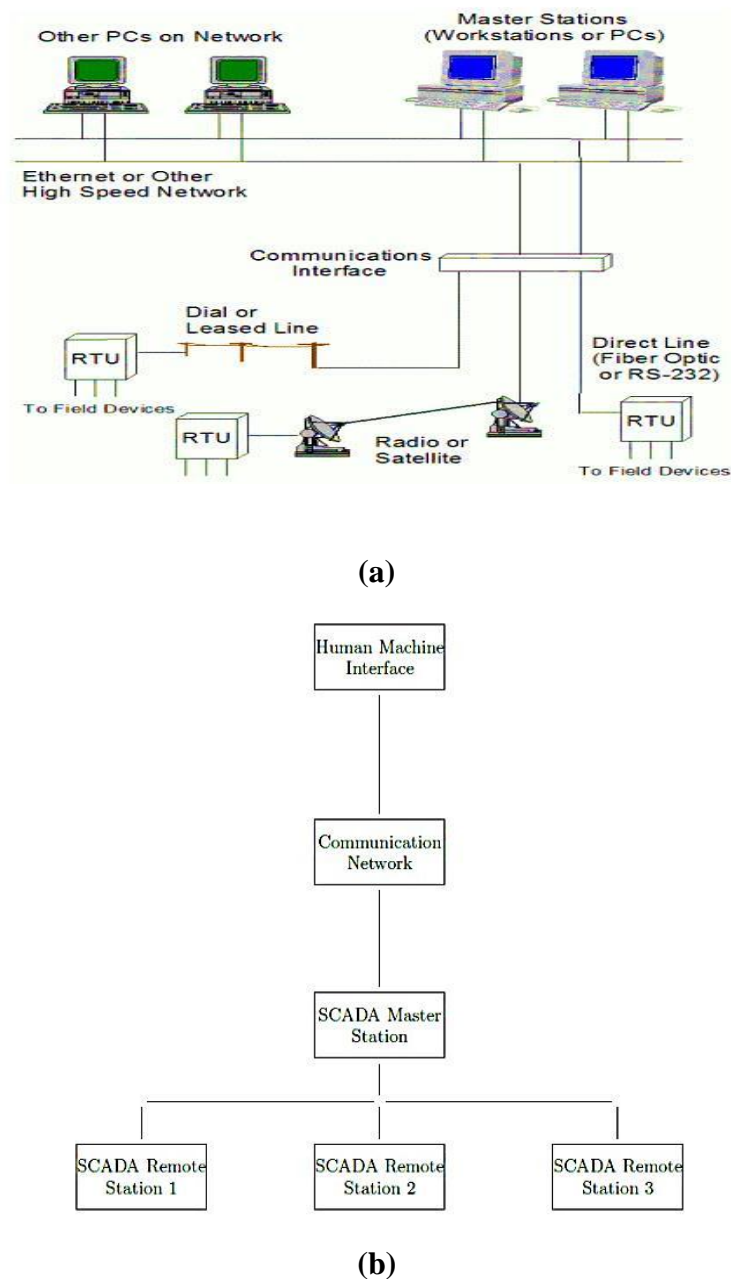 Other PCs on Network
Master Stations
(Workstations or PCs)
Ethernet or Other
High Speed Network
Communications
Interface
Dial or
Leased Line
RTU
To Field Devices
Direct Line
(Fiber Optic
or RS-232)
RTU
To Field Devices
RTU
Radio or
Satellite
(a)
Human Machine
Interface
Communication
Network
SCADA Master
Station
SCADA Remote
Station 1
SCADA Remote
Station 2
SCADA Remote
Station 3
(b)